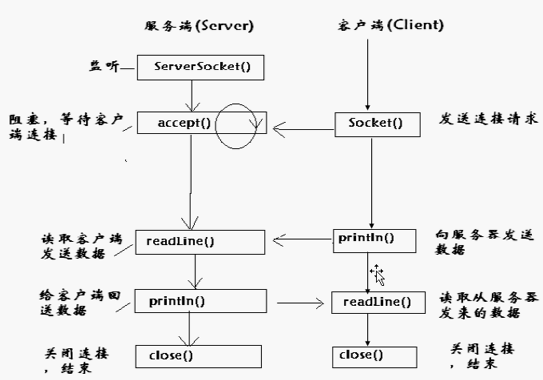 服务端(Server)
客户端(Client)
监听
ServerSocket()
阻塞，等待客户
端连接
accept()
Socket()
发送连接请求
读取客户端
发送数据
readLine()
println()
向服务器发送
数据
给客户端回
送数据
println()
readLine()
读取从服务器
发来的数据
关闭连接
，结束
close()
close()
关闭连接
，结束